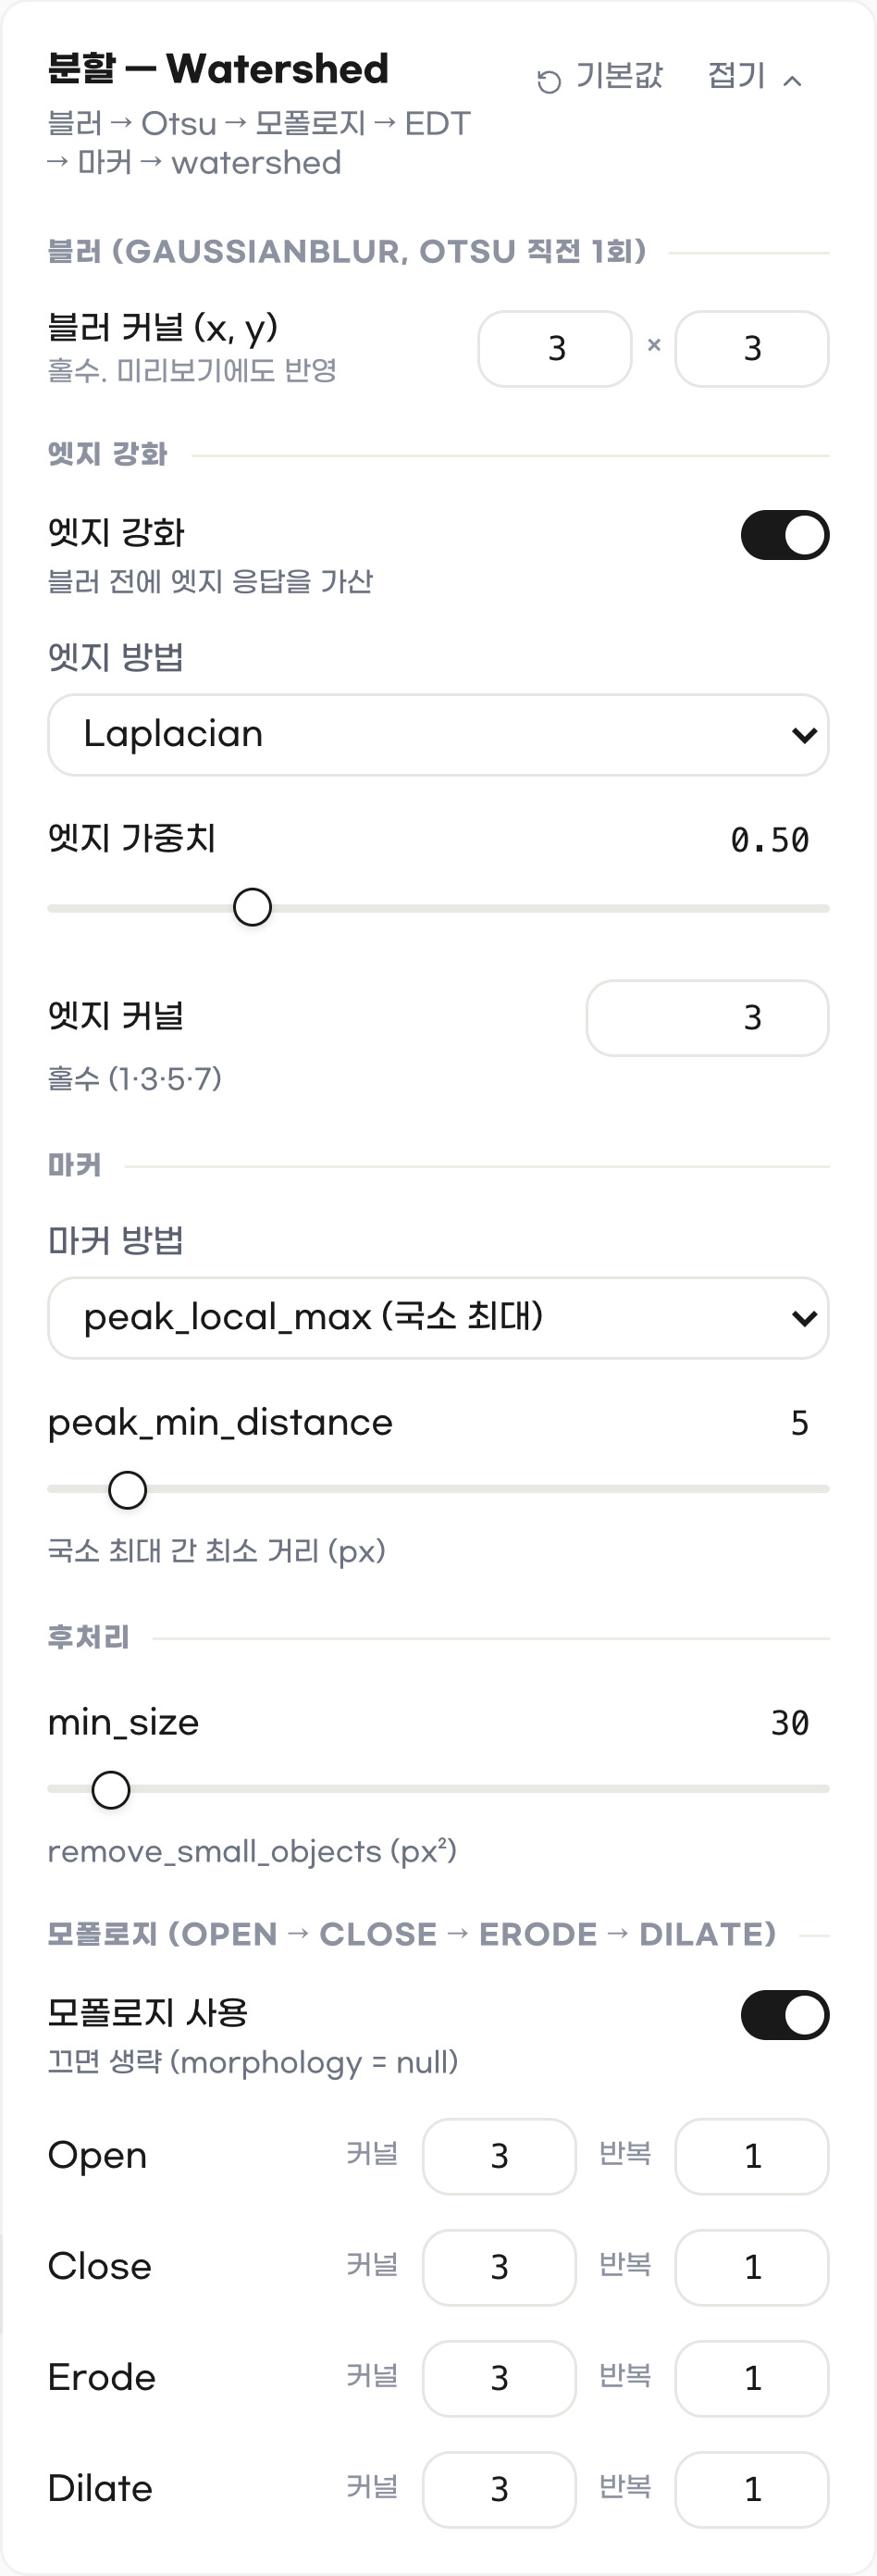 분할 — Watershed
기본값 접기
블러 → Otsu → 모폴로지 → EDT
→ 마커 → watershed
블러 (GAUSSIANBLUR, OTSU 직전 1회)
블러 커널 (x, y) 3 × 3
홀수. 미리보기에도 반영
엣지 강화
엣지 강화
블러 전에 엣지 응답을 가산
엣지 방법
Laplacian
엣지 가중치 0.50
엣지 커널 3
홀수 (1·3·5·7)
마커
마커 방법
peak_local_max (국소 최대)
peak_min_distance 5
국소 최대 간 최소 거리 (px)
후처리
min_size 30
remove_small_objects (px²)
모폴로지 (OPEN → CLOSE → ERODE → DILATE)
모폴로지 사용
끄면 생략 (morphology = null)
Open 커널 3 반복 1
Close 커널 3 반복 1
Erode 커널 3 반복 1
Dilate 커널 3 반복 1